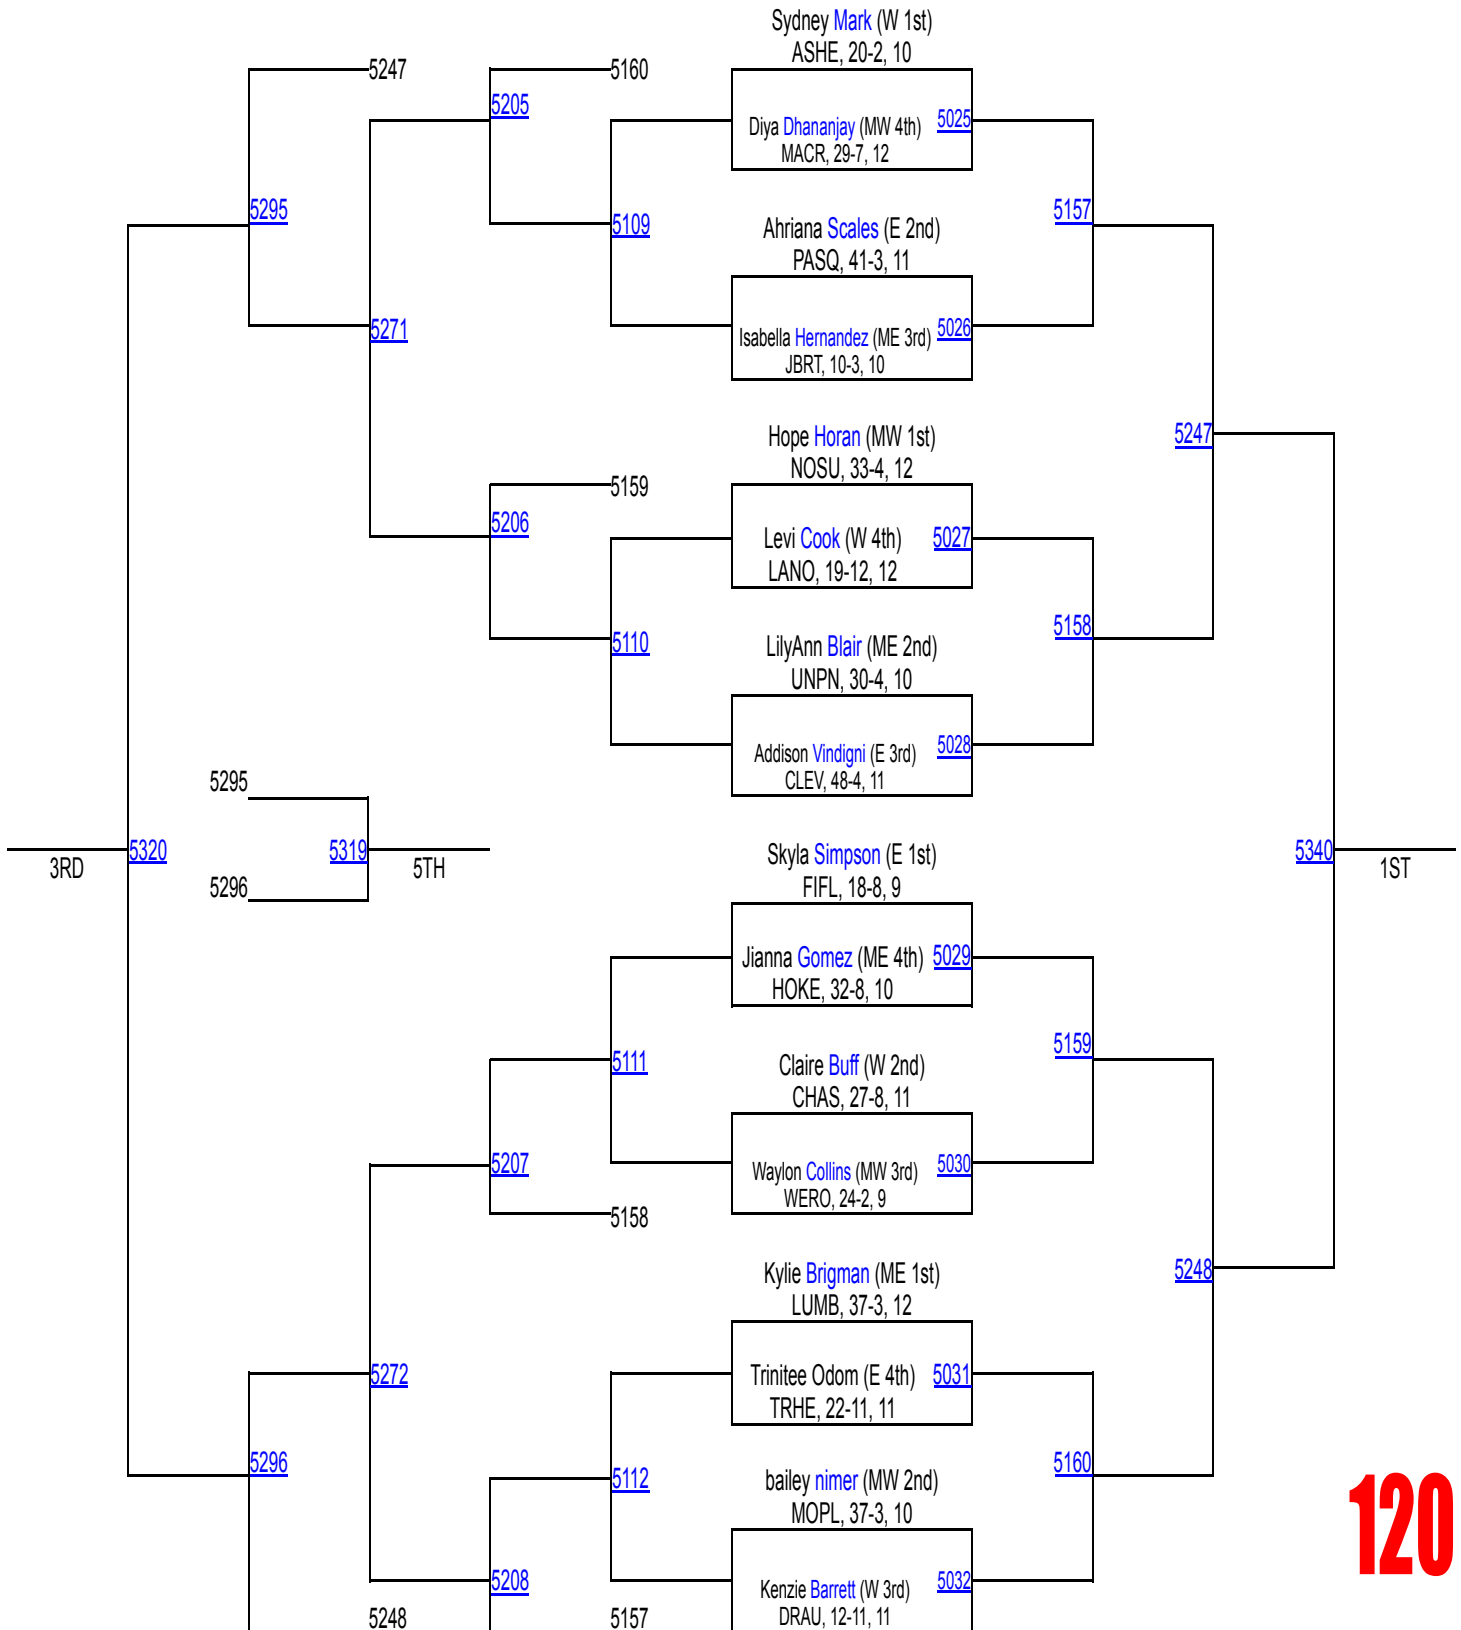 Sydney Mark (W 1st)
ASHE, 20-2, 10
5247
5160
5205
Diya Dhananjay (MW 4th) 5025
MACR, 29-7, 12
5295
5109
Ahriana Scales (E 2nd)
5157
PASQ, 41-3, 11
5271
Isabella Hernandez (ME 3rd) 5026
JBRT, 10-3, 10
Hope Horan (MW 1st)
5247
NOSU, 33-4, 12
5159
5206
Levi Cook (W 4th) 5027
LANO, 19-12, 12
5110
LilyAnn Blair (ME 2nd)
5158
UNPN, 30-4, 10
Addison Vindigni (E 3rd) 5028
CLEV, 48-4, 11
5295
5320
3RD
5319
5TH
5296
Skyla Simpson (E 1st)
FIFL, 18-8, 9
5340
1ST
Jianna Gomez (ME 4th) 5029
HOKE, 32-8, 10
5111
Claire Buff (W 2nd)
5159
CHAS, 27-8, 11
5207
Waylon Collins (MW 3rd) 5030
WERO, 24-2, 9
5158
Kylie Brigman (ME 1st)
5248
LUMB, 37-3, 12
5272
Trinitee Odom (E 4th) 5031
TRHE, 22-11, 11
5296
5112
bailey nimer (MW 2nd)
5160
MOPL, 37-3, 10
120
5208
Kenzie Barrett (W 3rd) 5032
DRAU, 12-11, 11
5248
5157